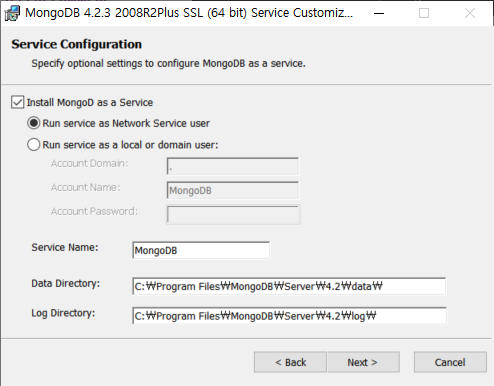 MongoDB 4.2.3 2008R2Plus SSL (64 bit) Service Customiz...
Service Configuration
Specify optional settings to configure MongoDB as a service.
Install MongoD as a Service
Run service as Network Service user
Run service as a local or domain user:
Account Domain: .
Account Name: MongoDB
Account Password:
Service Name: MongoDB
Data Directory: C:₩Program Files₩MongoDB₩Server₩4.2₩data₩
Log Directory: C:₩Program Files₩MongoDB₩Server₩4.2₩log₩
< Back Next > Cancel